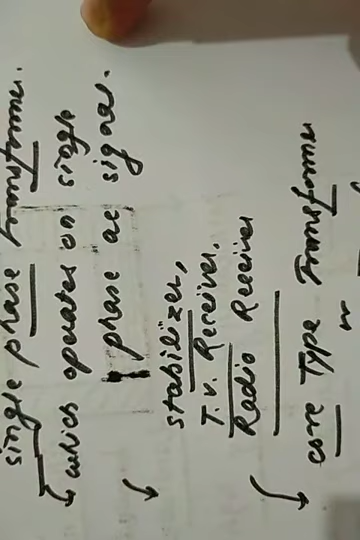 single phase Transformer.
↳ which operates on single
phase ac signal.
↳ stabilizer,
T.V. Receiver,
Radio Receiver
↳ core Type Transformer